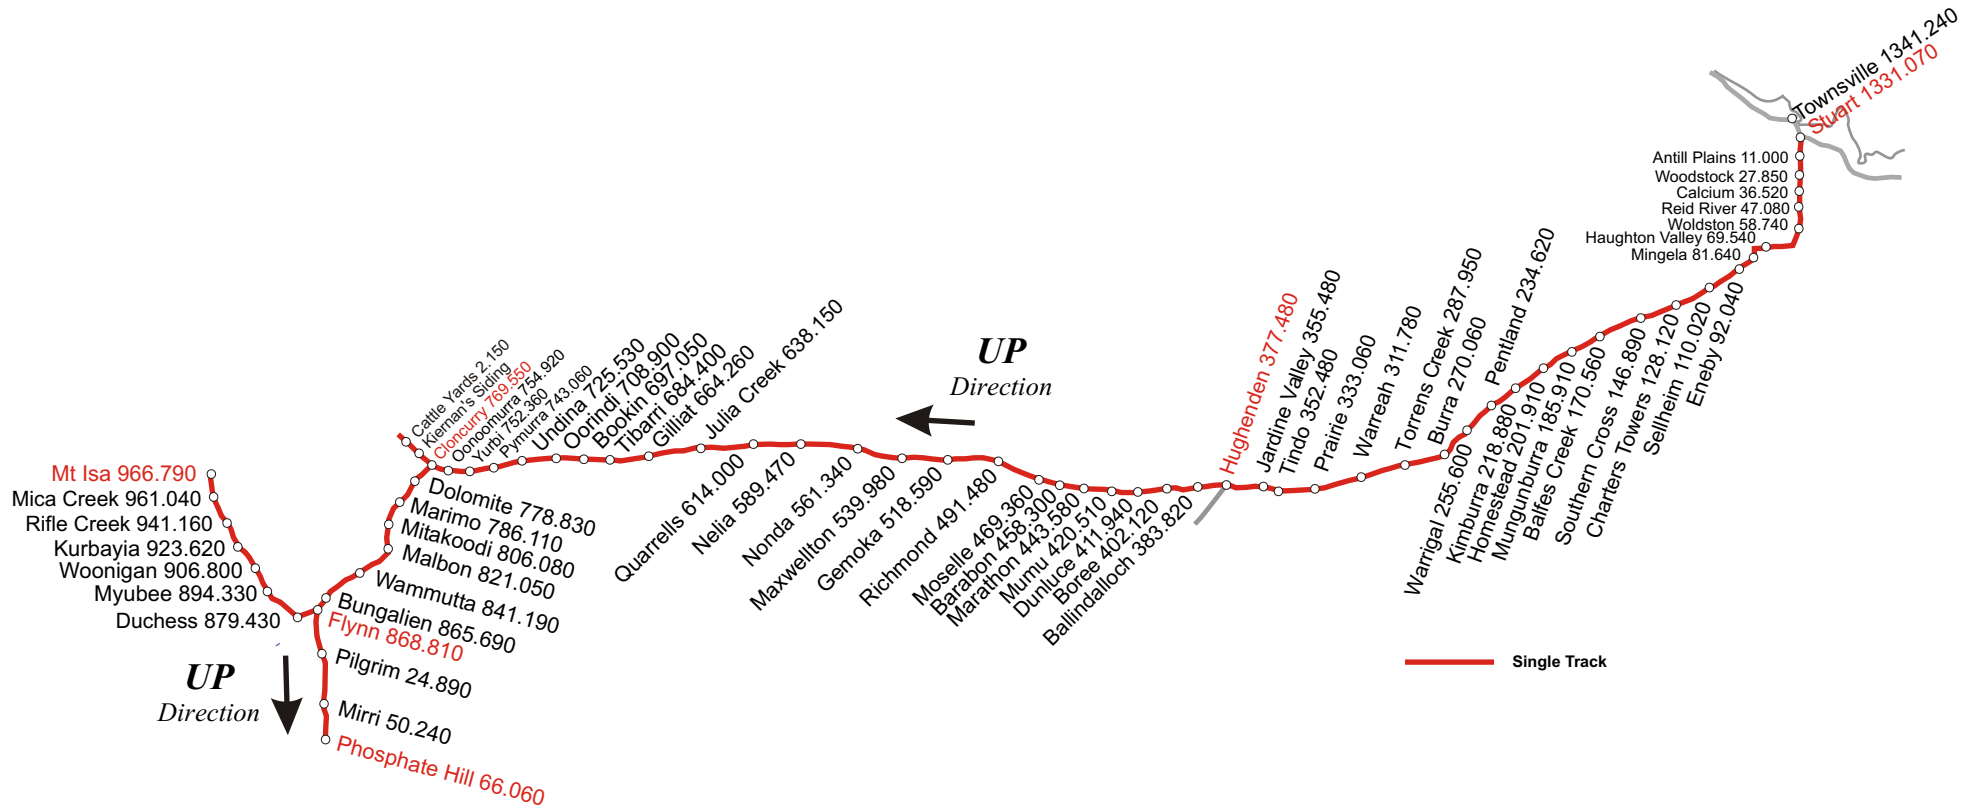 Townsville 1341.240
Stuart 1331.070
Antill Plains 11.000
Woodstock 27.850
Calcium 36.520
Reid River 47.080
Woldston 58.740
Haughton Valley 69.540
Mingela 81.640
Eneby 92.040
Sellheim 110.020
Charters Towers 128.120
Southern Cross 146.890
Balfes Creek 170.560
Mungunburra 185.910
Homestead 201.910
Kimburra 218.880
Pentland 234.620
Warrigal 255.600
Burra 270.060
Torrens Creek 287.950
Warreah 311.780
Prairie 333.060
Tindo 352.480
Jardine Valley 355.480
Hughenden 377.480
UP
Direction
Ballindalloch 383.820
Boree 402.120
Dunluce 411.940
Mumu 420.510
Marathon 443.580
Barabon 458.300
Moselle 469.360
Richmond 491.480
Gemoka 518.590
Maxwellton 539.980
Nonda 561.340
Nelia 589.470
Quarrells 614.000
Julia Creek 638.150
Gilliat 664.260
Tibarri 684.400
Bookin 697.050
Oorindi 708.900
Undina 725.530
Pymurra 743.060
Yurbi 752.360
Oonoomurra 754.920
Cloncurry 769.550
Kiernan's Siding
Cattle Yards 2.150
Dolomite 778.830
Marimo 786.110
Mitakoodi 806.080
Malbon 821.050
Wammutta 841.190
Bungalien 865.690
Flynn 868.810
Pilgrim 24.890
Mirri 50.240
Phosphate Hill 66.060
Mt Isa 966.790
Mica Creek 961.040
Rifle Creek 941.160
Kurbayia 923.620
Woonigan 906.800
Myubee 894.330
Duchess 879.430
UP
Direction
Single Track